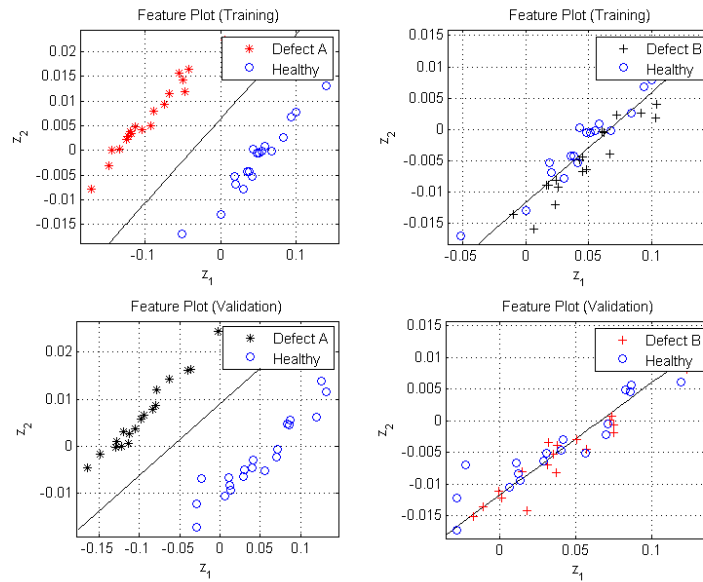 Feature Plot (Training)
0.02
0.015
0.01
0.005
0
-0.005
-0.01
-0.015
z2
Defect A
Healthy
-0.1
0
0.1
z1
Feature Plot (Training)
0.015
0.01
0.005
0
-0.005
-0.01
-0.015
z2
Defect B
Healthy
-0.05
0
0.05
0.1
z1
Feature Plot (Validation)
0.02
0.01
0
-0.01
z2
Defect A
Healthy
-0.15
-0.1
-0.05
0
0.05
0.1
z1
Feature Plot (Validation)
0.015
0.01
0.005
0
-0.005
-0.01
-0.015
z2
Defect B
Healthy
0
0.05
0.1
z1